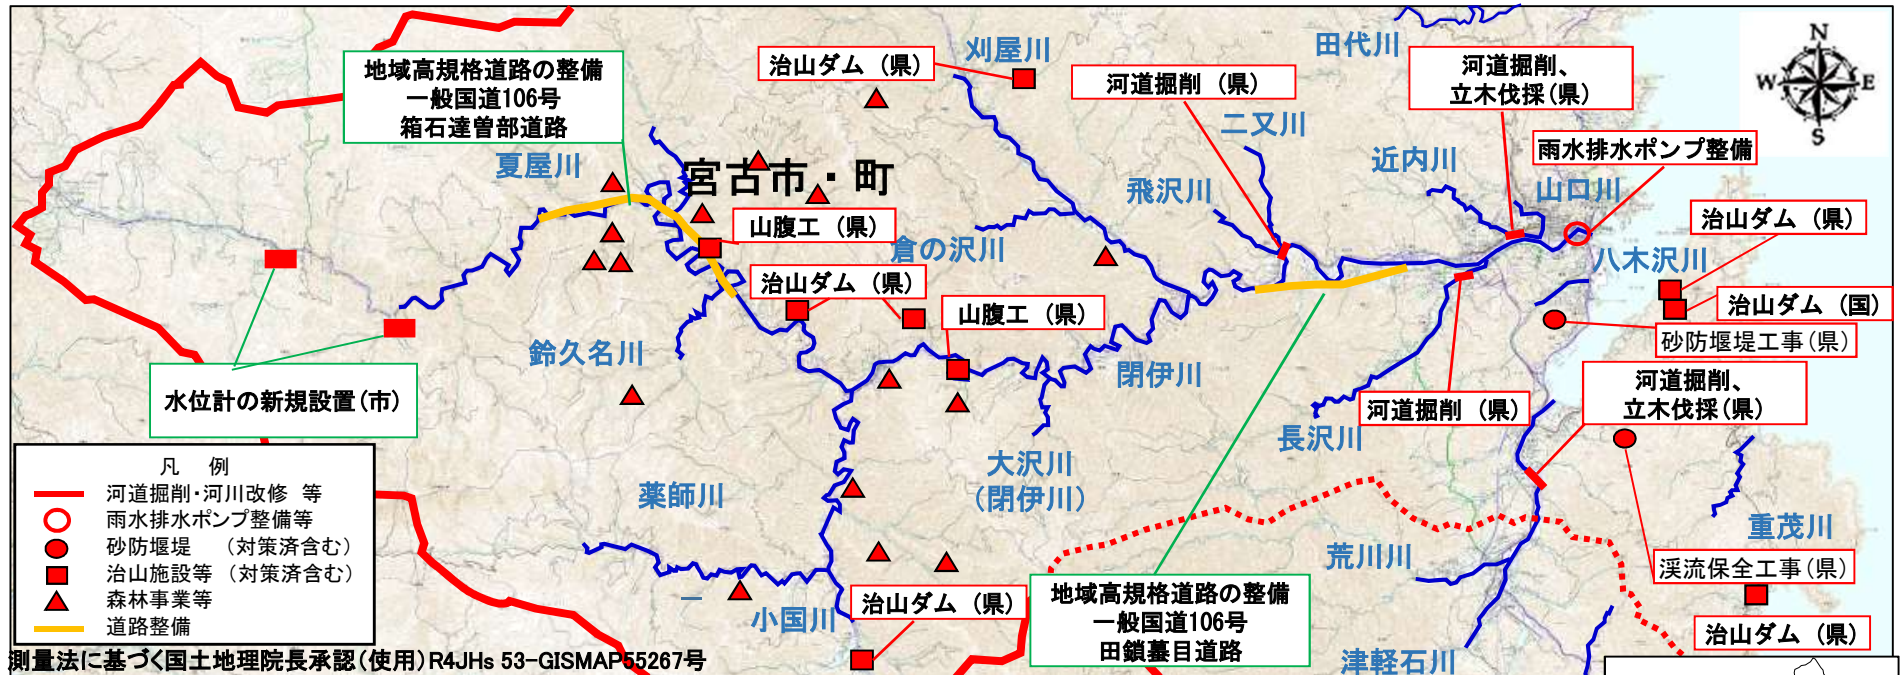 地域高規格道路の整備
一般国道106号
箱石達曽部道路
治山ダム（県）
刈屋川
河道掘削（県）
田代川
河道掘削、
立木伐採(県)
N
W
E
S
二又川
雨水排水ポンプ整備
近内川
山口川
夏屋川
宮古市・町
飛沢川
治山ダム（県）
山腹工（県）
倉の沢川
八木沢川
治山ダム（県）
山腹工（県）
治山ダム（国）
砂防堰堤工事(県)
鈴久名川
閉伊川
河道掘削、
立木伐採(県)
水位計の新規設置(市)
河道掘削（県）
長沢川
大沢川
（閉伊川）
薬師川
重茂川
荒川川
渓流保全工事(県)
凡 例
河道掘削・河川改修 等
雨水排水ポンプ整備等
砂防堰堤 （対策済含む）
治山施設等 （対策済含む）
森林事業等
道路整備
小国川
治山ダム（県）
地域高規格道路の整備
一般国道106号
田鎖蟇目道路
治山ダム（県）
津軽石川
測量法に基づく国土地理院長承認(使用)R4JHs 53-GISMAP55267号